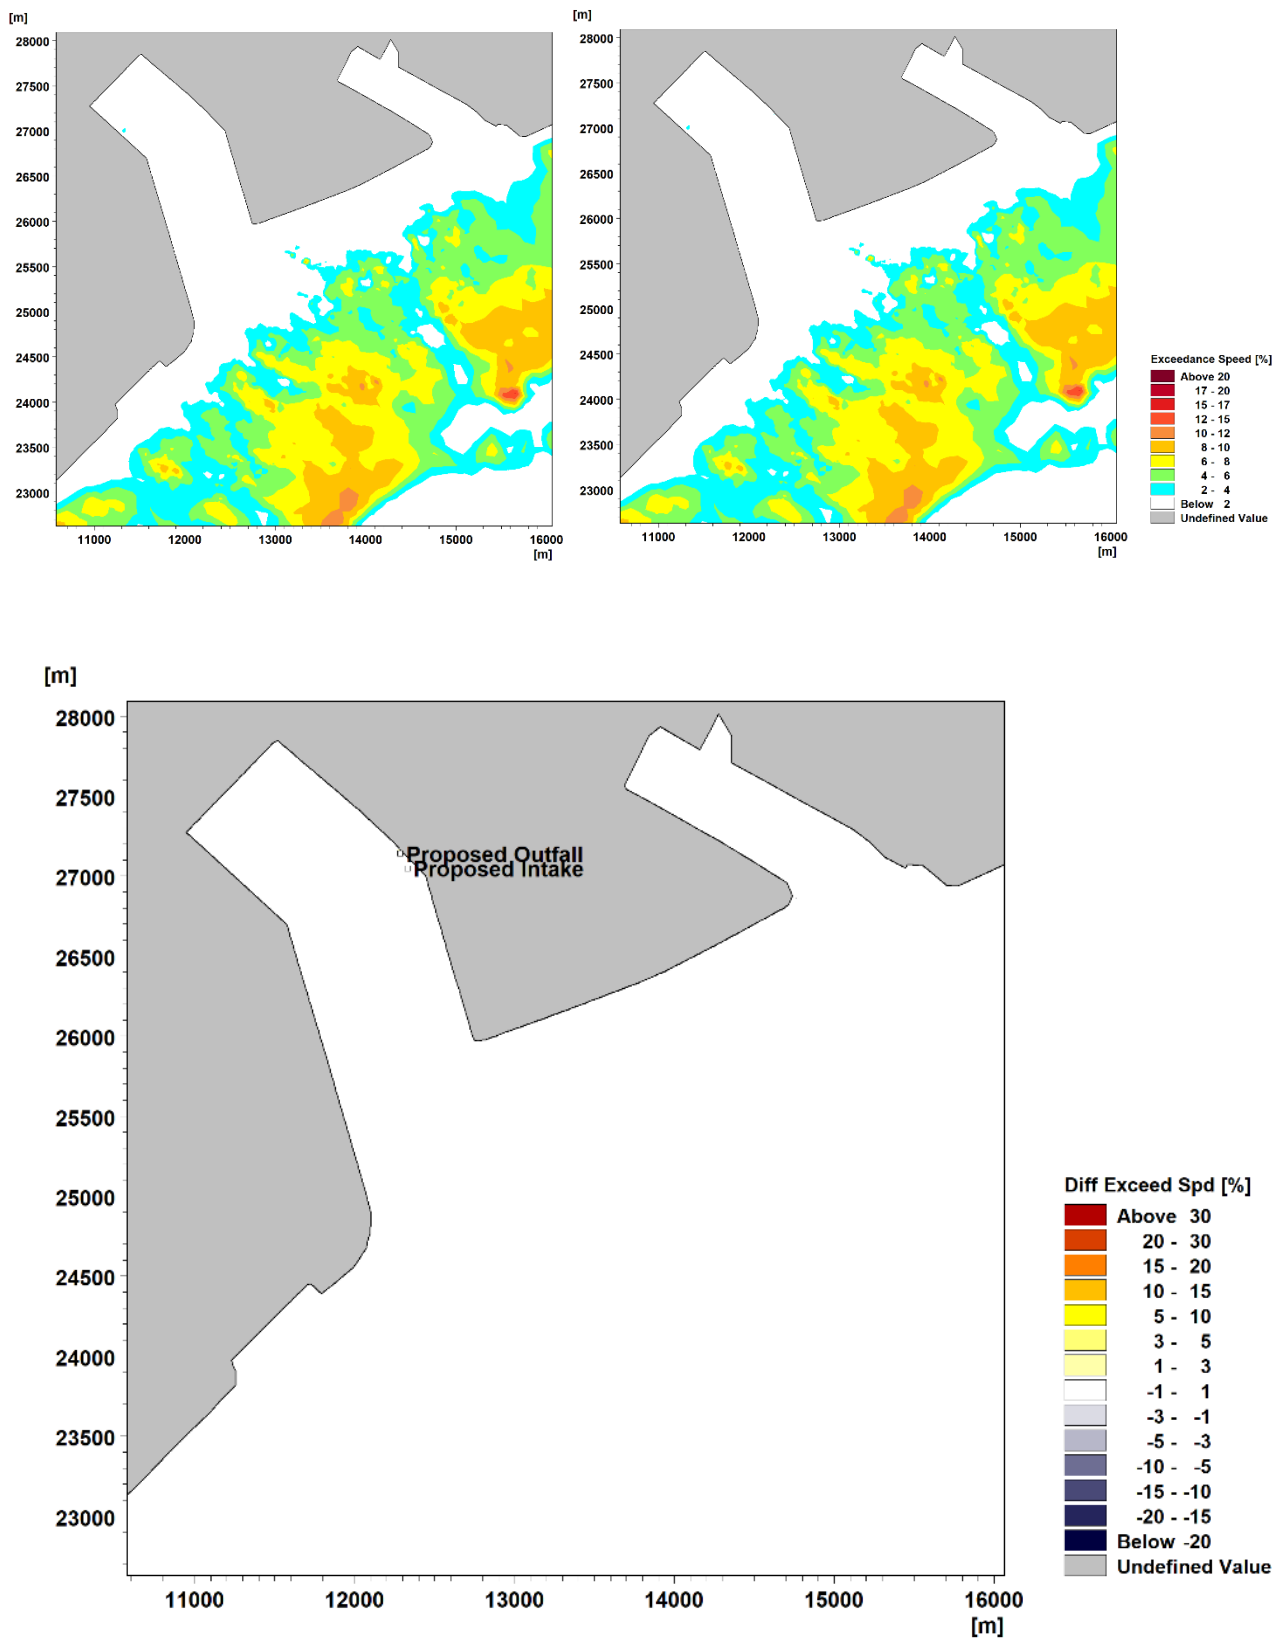 [m]
28000
27500
27000
26500
26000
25500
25000
24500
24000
23500
23000
11000 12000 13000 14000 15000 16000
[m]
[m]
28000
27500
27000
26500
26000
25500
25000
24500
24000
23500
23000
11000 12000 13000 14000 15000 16000
[m]
Exceedance Speed [%]
Above 20
17 - 20
15 - 17
12 - 15
10 - 12
8 - 10
6 - 8
4 - 6
2 - 4
Below 2
Undefined Value
[m]
28000
27500
27000
26500
26000
25500
25000
24500
24000
23500
23000
Proposed Outfall
Proposed Intake
11000 12000 13000 14000 15000 16000
[m]
Diff Exceed Spd [%]
Above 30
20 - 30
15 - 20
10 - 15
5 - 10
3 - 5
1 - 3
-1 - 1
-3 - -1
-5 - -3
-10 - -5
-15 - -10
-20 - -15
Below -20
Undefined Value